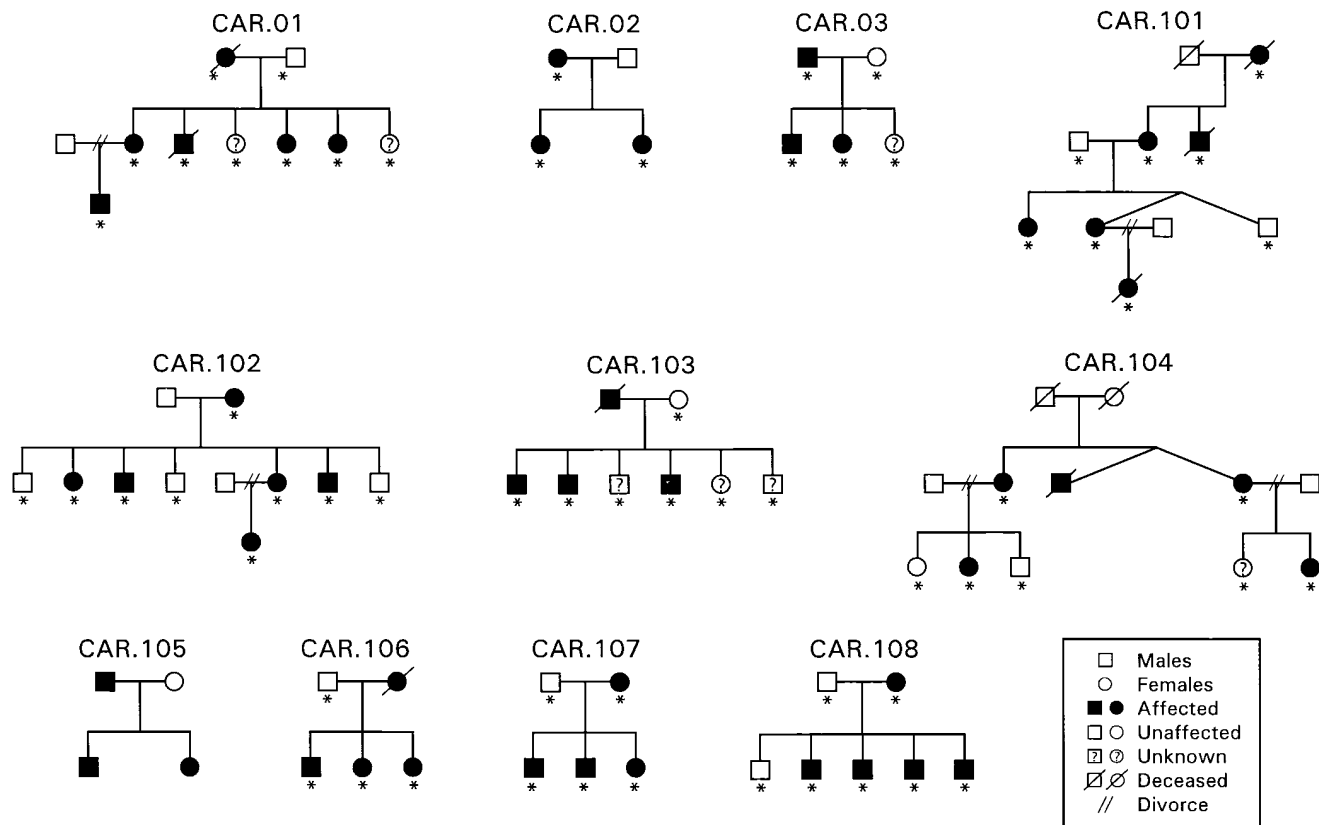 CAR.01
* *
? ?
* * * * * *
*
CAR.02
*
* *
CAR.03
* *
?
* * *
CAR.101
*
* * *
* * *
*
CAR.102
*
* * * * * * *
*
CAR.103
*
? ? ?
* * * * * *
CAR.104
* *
?
* * * * *
CAR.105
CAR.106
*
* * *
CAR.107
* *
* * *
CAR.108
* *
* * * * *
Males
Females
Affected
Unaffected
? ? Unknown
Deceased
// Divorce